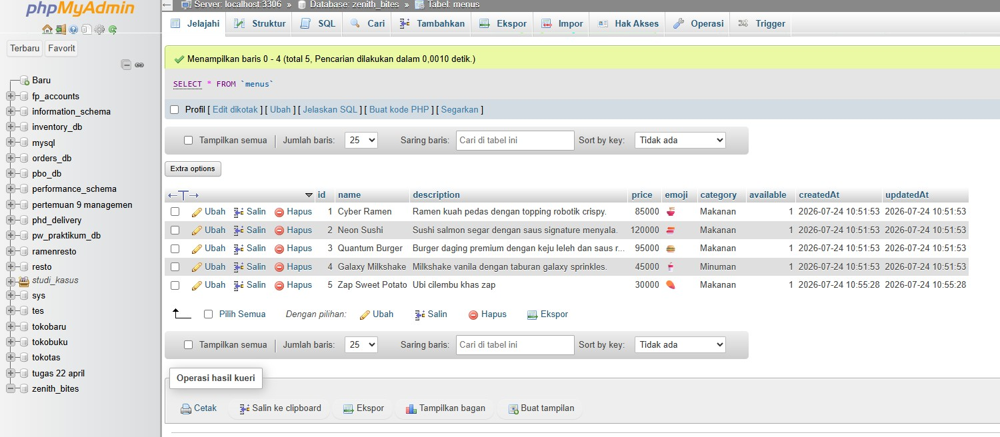 phpMyAdmin
Terbaru Favorit
Baru
fp_accounts
information_schema
inventory_db
mysql
orders_db
pbo_db
performance_schema
pertemuan 9 managemen
phd_delivery
pw_praktikum_db
ramenresto
resto
studi_kasus
sys
tes
tokobaru
tokobuku
tokotas
tugas 22 april
zenith_bites
Server: localhost:3306 » Database: zenith_bites » Tabel: menus
Jelajahi Struktur SQL Cari Tambahkan Ekspor Impor Hak Akses Operasi Trigger
Menampilkan baris 0 - 4 (total 5, Pencarian dilakukan dalam 0,0010 detik.)
SELECT * FROM `menus`
Profil [ Edit dikotak ] [ Ubah ] [ Jelaskan SQL ] [ Buat kode PHP ] [ Segarkan ]
Tampilkan semua Jumlah baris: 25 Saring baris: Cari di tabel ini Sort by key: Tidak ada
Extra options
←T→ id name description price emoji category available createdAt updatedAt
Ubah Salin Hapus 1 Cyber Ramen Ramen kuah pedas dengan topping robotik crispy. 85000 🍜 Makanan 1 2026-07-24 10:51:53 2026-07-24 10:51:53
Ubah Salin Hapus 2 Neon Sushi Sushi salmon segar dengan saus signature menyala. 120000 🍣 Makanan 1 2026-07-24 10:51:53 2026-07-24 10:51:53
Ubah Salin Hapus 3 Quantum Burger Burger daging premium dengan keju leleh dan saus r... 95000 🍔 Makanan 1 2026-07-24 10:51:53 2026-07-24 10:51:53
Ubah Salin Hapus 4 Galaxy Milkshake Milkshake vanila dengan taburan galaxy sprinkles. 45000 🥤 Minuman 1 2026-07-24 10:51:53 2026-07-24 10:51:53
Ubah Salin Hapus 5 Zap Sweet Potato Ubi cilembu khas zap 30000 🍠 Makanan 1 2026-07-24 10:55:28 2026-07-24 10:55:28
Pilih Semua Dengan pilihan: Ubah Salin Hapus Ekspor
Tampilkan semua Jumlah baris: 25 Saring baris: Cari di tabel ini Sort by key: Tidak ada
Operasi hasil kueri
Cetak Salin ke clipboard Ekspor Tampilkan bagan Buat tampilan